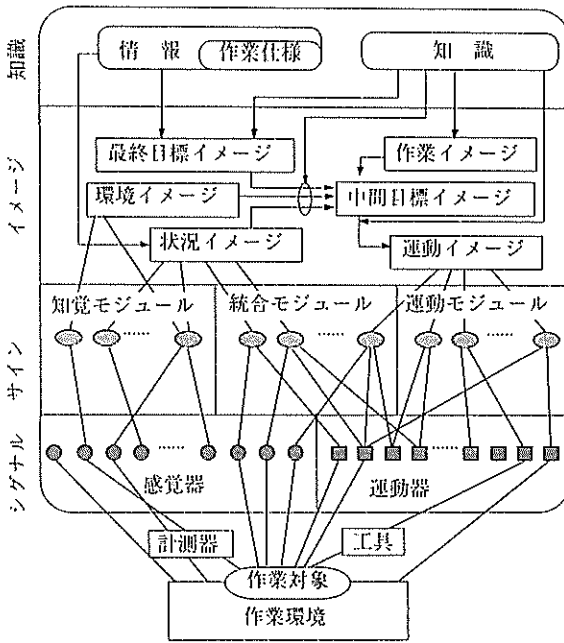 知識
情 報
作業仕様
知 識
イメージ
最終目標イメージ
作業イメージ
環境イメージ
中間目標イメージ
状況イメージ
運動イメージ
サイン
知覚モジュール
統合モジュール
運動モジュール
……
……
……
シグナル
……
……
感覚器
運動器
計測器
工具
作業対象
作業環境